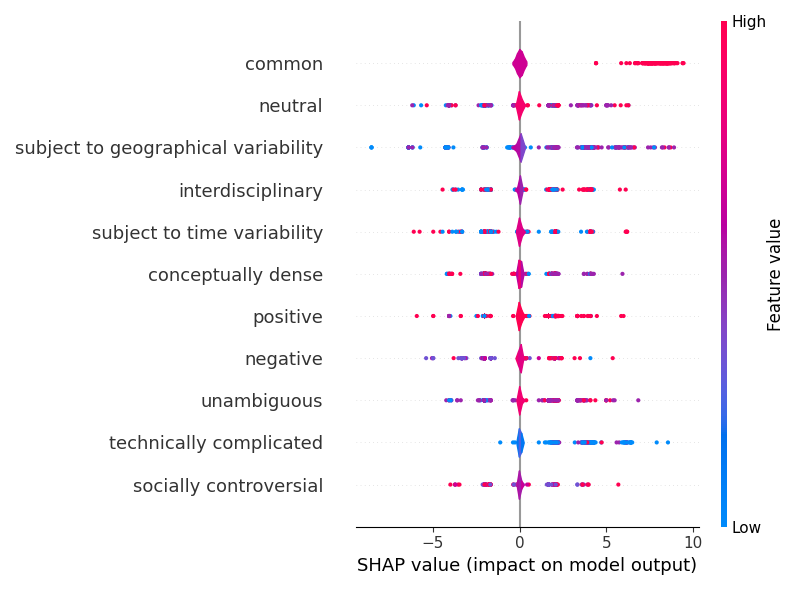 High
common
neutral
subject to geographical variability
interdisciplinary
subject to time variability
conceptually dense
positive
negative
unambiguous
technically complicated
socially controversial
Feature value
Low
−5 0 5 10
SHAP value (impact on model output)